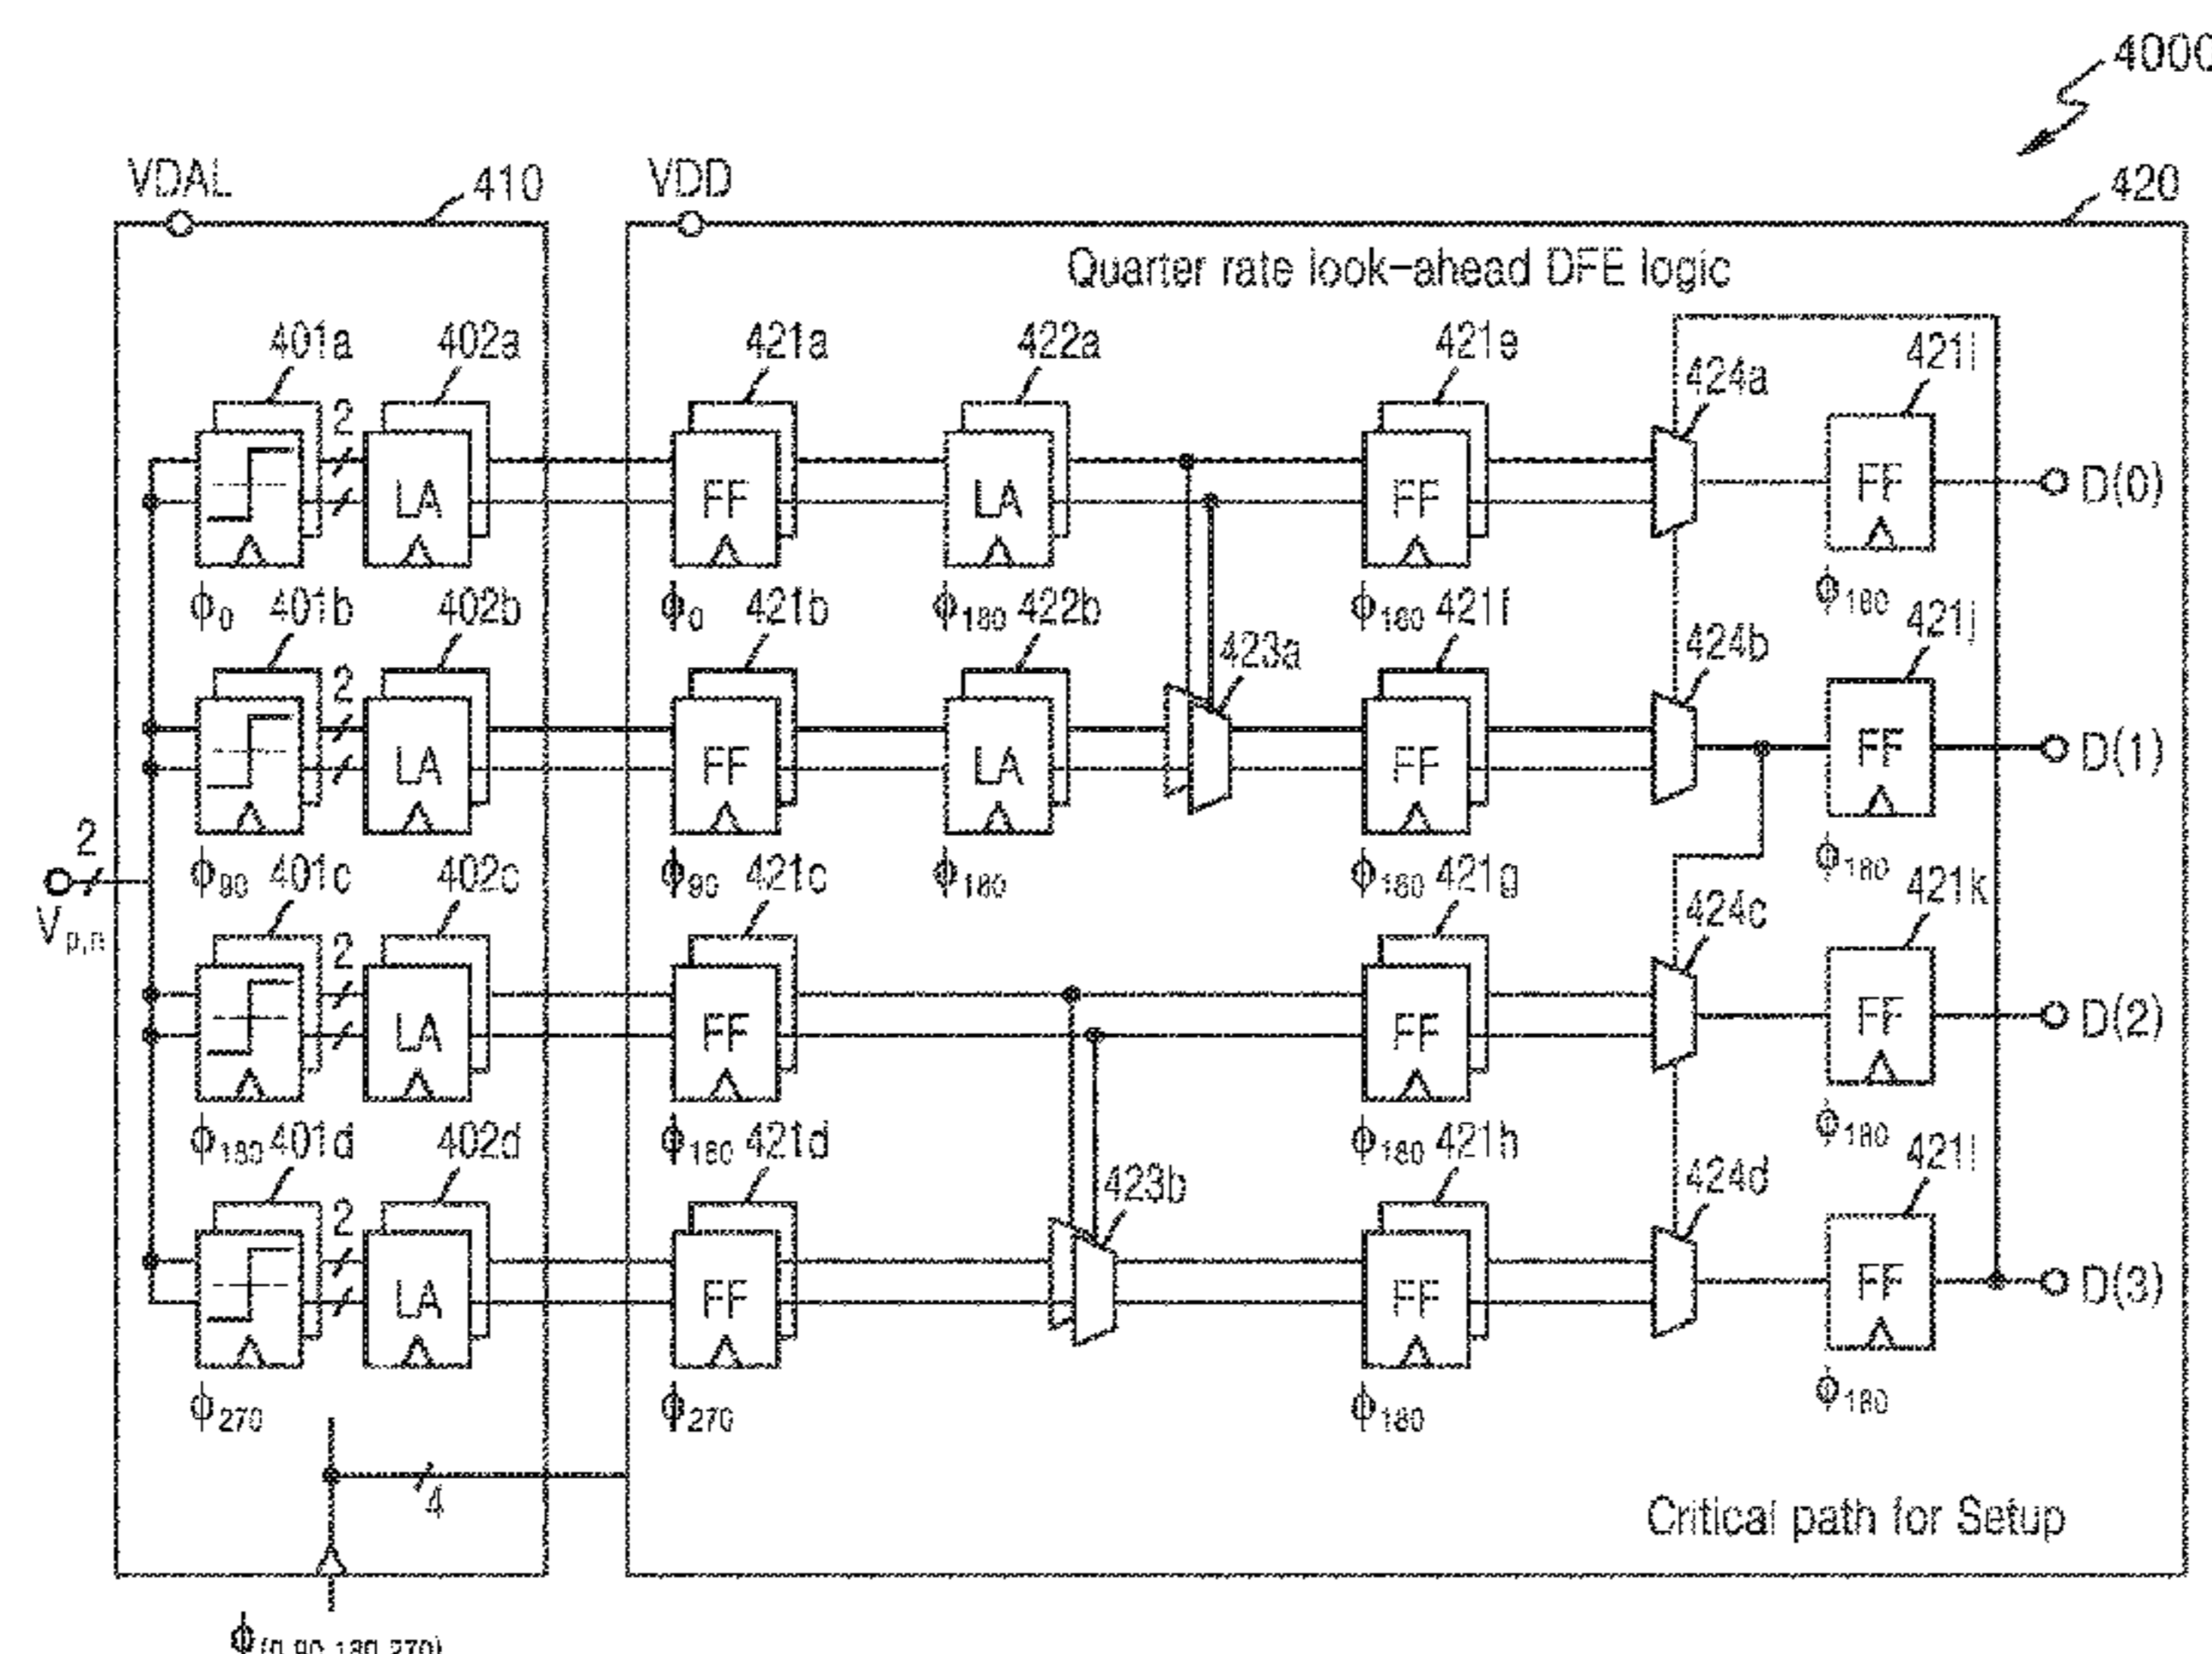 4000
VDAL 410 VDD 420
Quarter rate look-ahead DFE logic
401a 402a 421a 422a 421e 424a 421i
2 2
LA FF LA FF FF D(0)
ϕ0 401b 402b ϕ0 421b ϕ180 422b ϕ180 421f 424b ϕ180 421j
423a
2
LA FF LA FF FF D(1)
2
Vp,n
ϕ90 401c 402c ϕ90 421c ϕ180 ϕ180 421g 424c ϕ180 421k
2
LA FF FF FF D(2)
ϕ180 401d 402d ϕ180 421d 423b ϕ180 421h 424d ϕ180 421l
2
LA FF FF FF D(3)
ϕ270 ϕ270 ϕ180 ϕ180
4
Critical path for Setup
ϕ(0,90,180,270)